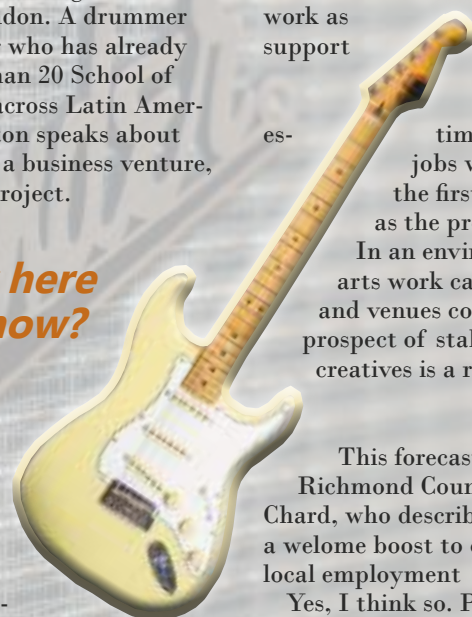 don. A drummer
who has already
han 20 School of
across Latin Amer-
on speaks about
a business venture,
roject.
here
now?
-
work as
support
es-
tim
jobs w
the first
as the pr
In an envir
arts work ca
and venues co
prospect of stal
creatives is a r
This forecast
Richmond Coun
Chard, who describ
a welome boost to
local employment
Yes, I think so. P